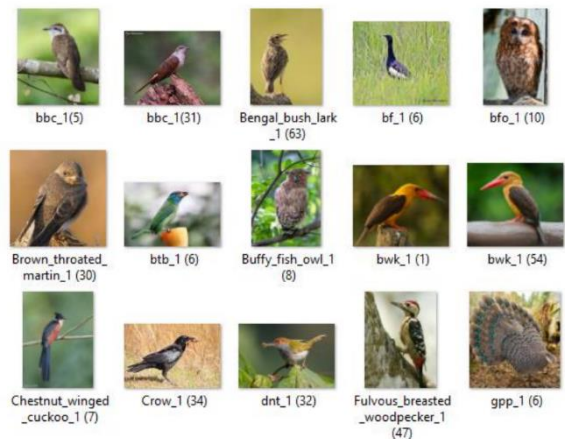 bbc_1(5)
bbc_1(31)
Bengal_bush_lark
_1 (63)
bf_1 (6)
bfo_1 (10)
Brown_throated_
martin_1 (30)
btb_1 (6)
Buffy_fish_owl_1
(8)
bwk_1 (1)
bwk_1 (54)
Chestnut_winged
_cuckoo_1 (7)
Crow_1 (34)
dnt_1 (32)
Fulvous_breasted
_woodpecker_1
(47)
gpp_1 (6)